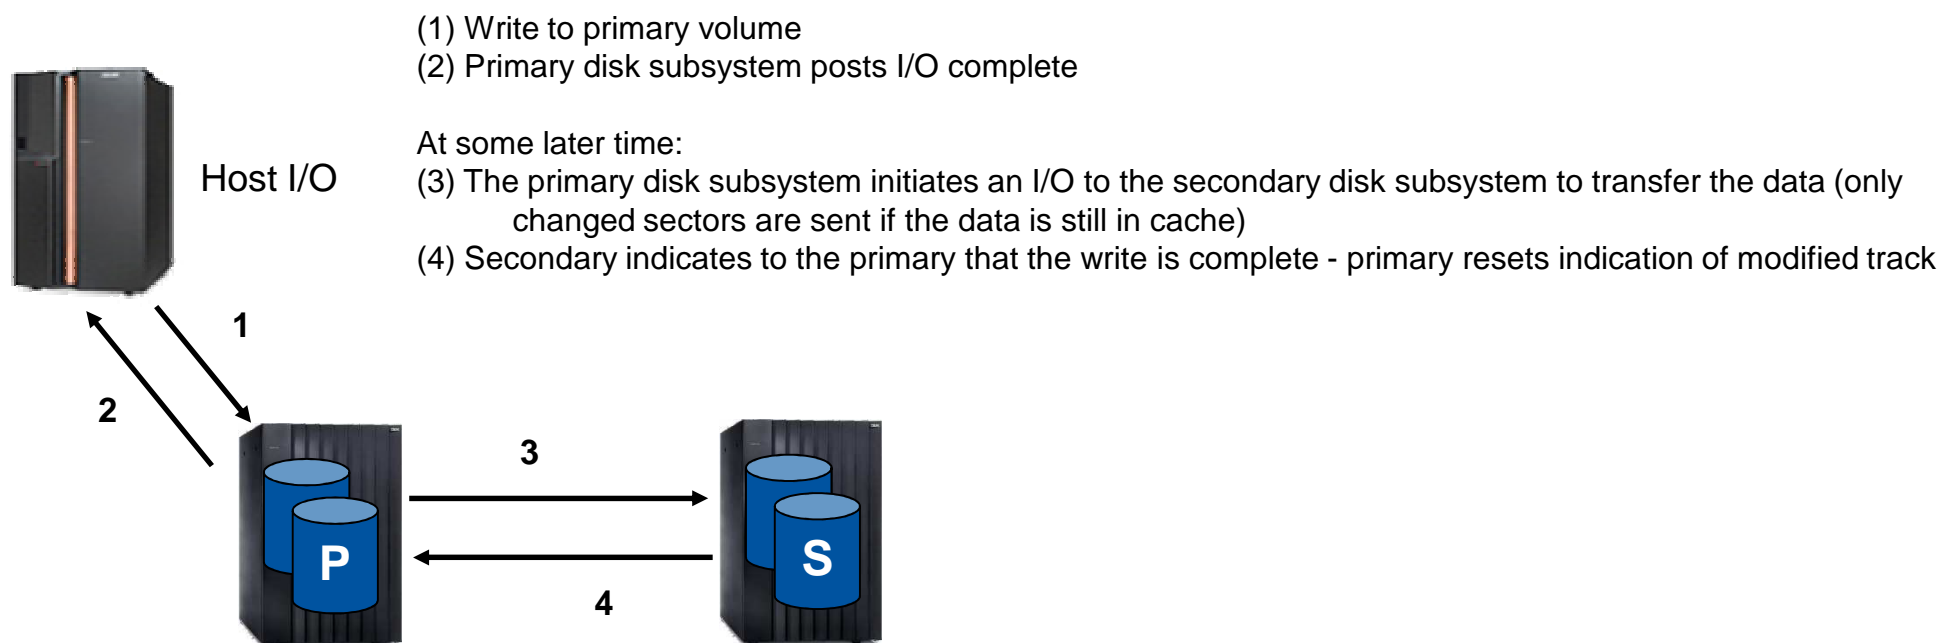 (1) Write to primary volume
(2) Primary disk subsystem posts I/O complete
At some later time:
Host I/O
(3) The primary disk subsystem initiates an I/O to the secondary disk subsystem to transfer the data (only
changed sectors are sent if the data is still in cache)
(4) Secondary indicates to the primary that the write is complete - primary resets indication of modified track
1
2
3
P
S
4